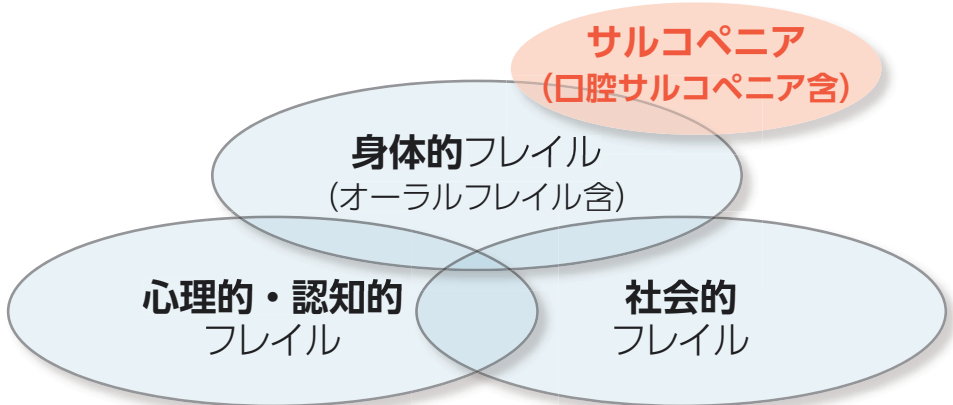 サルコペニア
(口腔サルコペニア含)
身体的フレイル
(オーラルフレイル含)
心理的・認知的
フレイル
社会的
フレイル